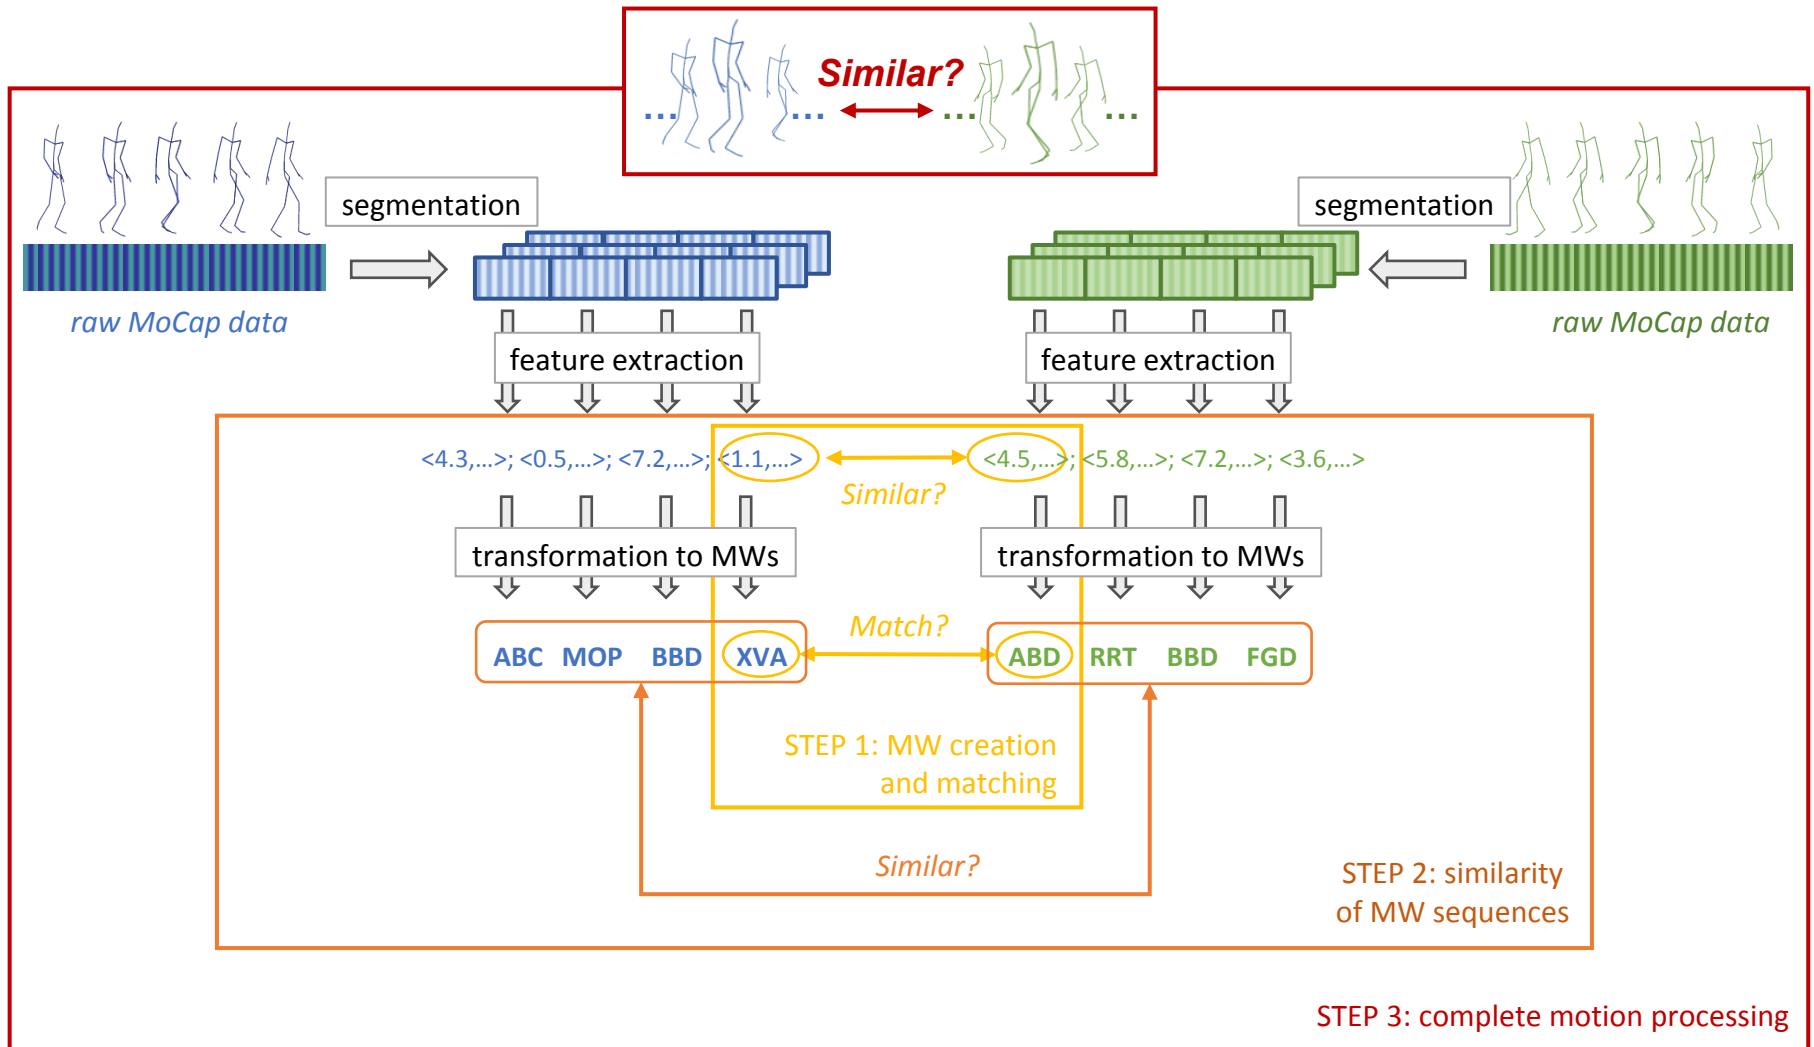 Similar?
... ... ... ...
segmentation
segmentation
raw MoCap data
raw MoCap data
feature extraction
feature extraction
<4.3,...>; <0.5,...>; <7.2,...>; <1.1,...>
<4.5,...>; <5.8,...>; <7.2,...>; <3.6,...>
Similar?
transformation to MWs
transformation to MWs
Match?
ABC MOP BBD XVA
ABD RRT BBD FGD
STEP 1: MW creation
and matching
Similar?
STEP 2: similarity
of MW sequences
STEP 3: complete motion processing